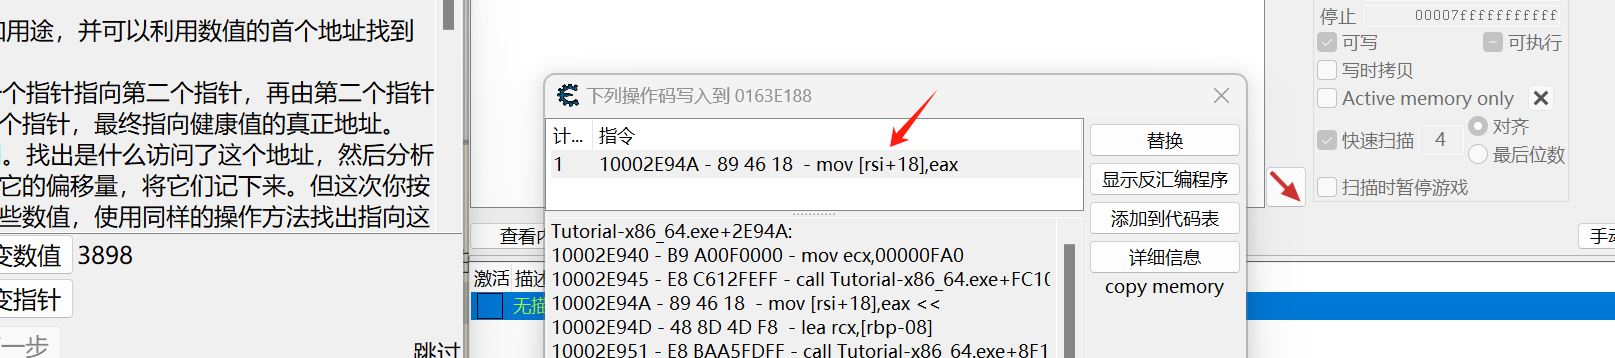 用途，并可以利用数值的首个地址找到
个指针指向第二个指针，再由第二个指针
个指针，最终指向健康值的真正地址。
。找出是什么访问了这个地址，然后分析
它的偏移量，将它们记下来。但这次你按
些数值，使用同样的操作方法找出指向这
变数值 3898
变指针
一步
跳过
查看内
激活 描述
无描
下列操作码写入到 0163E188
计... 指令
1 10002E94A - 89 46 18 - mov [rsi+18],eax
Tutorial-x86_64.exe+2E94A:
10002E940 - B9 A00F0000 - mov ecx,00000FA0
10002E945 - E8 C612FEFF - call Tutorial-x86_64.exe+FC10
10002E94A - 89 46 18 - mov [rsi+18],eax <<
10002E94D - 48 8D 4D F8 - lea rcx,[rbp-08]
10002E951 - E8 BAA5FDFF - call Tutorial-x86_64.exe+8F1
替换
显示反汇编程序
添加到代码表
详细信息
copy memory
停止 00007fffffffffff
可写 可执行
写时拷贝
Active memory only
快速扫描 4 对齐
最后位数
扫描时暂停游戏
手动